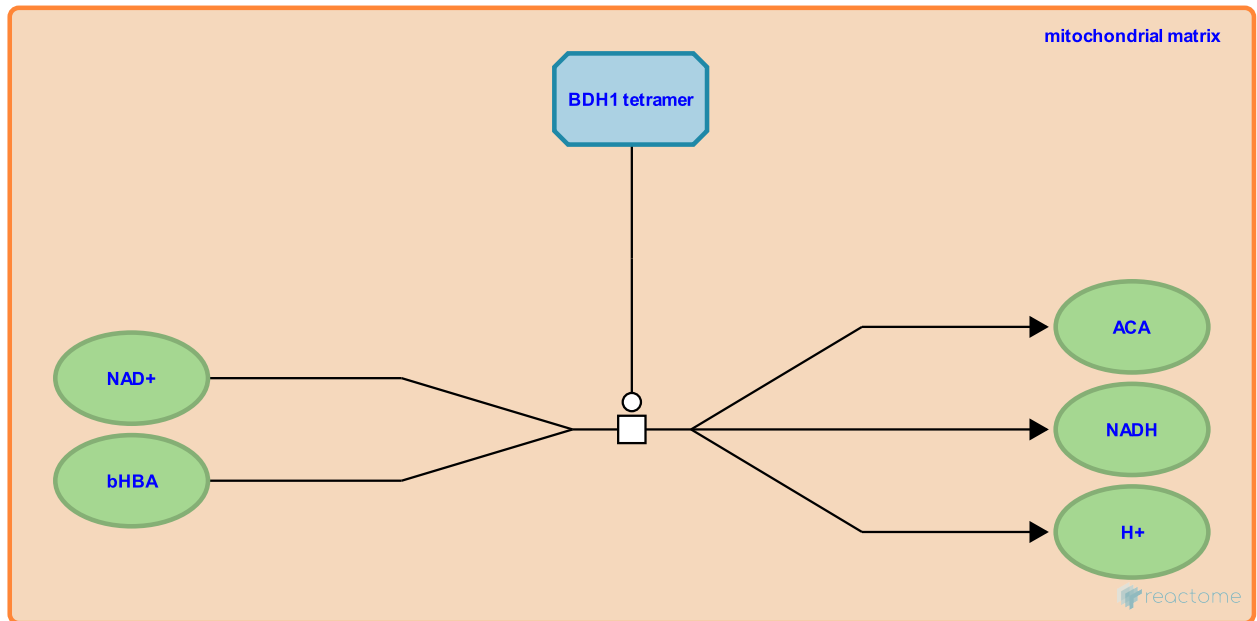 mitochondrial matrix
BDH1 tetramer
ACA
NAD+
NADH
bHBA
H+
reactome